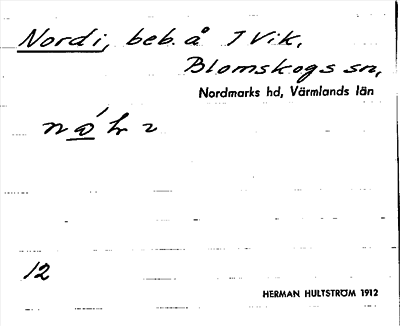 Nordi, beb. å I Vik,
Blomskogs sn,
Nordmarks hd, Värmlands län
12
HERMAN HULTSTRÖM 1912